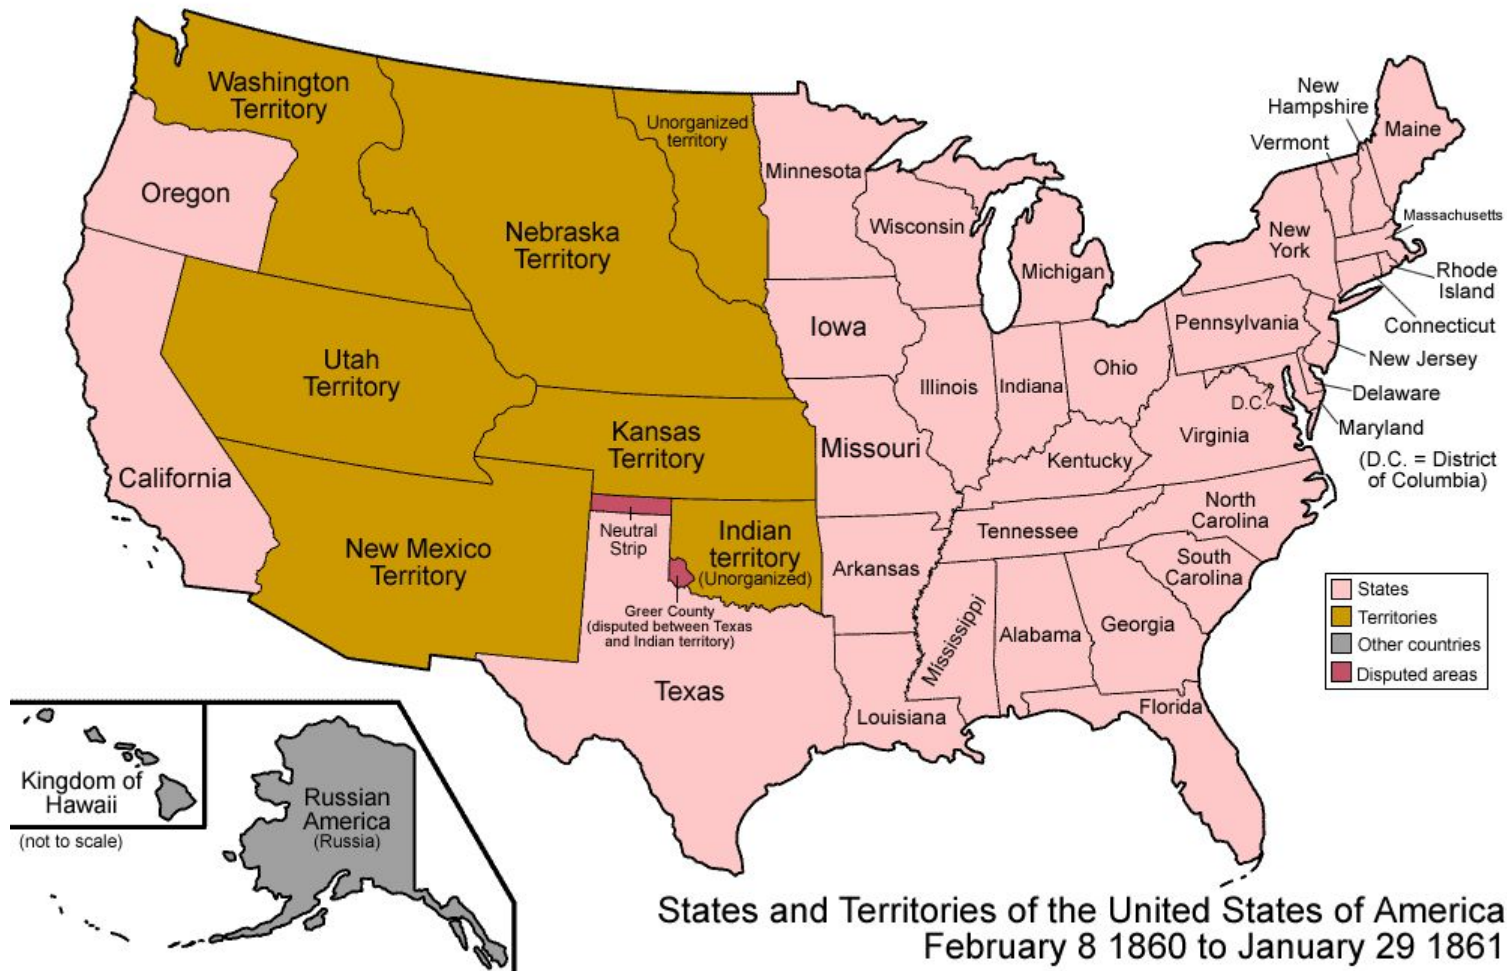 Washington
Territory
Oregon
California
Utah
Territory
New Mexico
Territory
Nebraska
Territory
Unorganized
territory
Kansas
Territory
Neutral
Strip
Indian
territory
(Unorganized)
Greer County
(disputed between Texas
and Indian territory)
Texas
Minnesota
Iowa
Missouri
Arkansas
Louisiana
Wisconsin
Illinois
Michigan
Indiana
Ohio
Kentucky
Tennessee
Mississippi
Alabama
Georgia
Florida
South
Carolina
North
Carolina
Virginia
D.C.
Pennsylvania
New
York
Vermont
New
Hampshire
Maine
Massachusetts
Rhode
Island
Connecticut
New Jersey
Delaware
Maryland
(D.C. = District
of Columbia)
States
Territories
Other countries
Disputed areas
Kingdom of
Hawaii
(not to scale)
Russian
America
(Russia)
States and Territories of the United States of America
February 8 1860 to January 29 1861